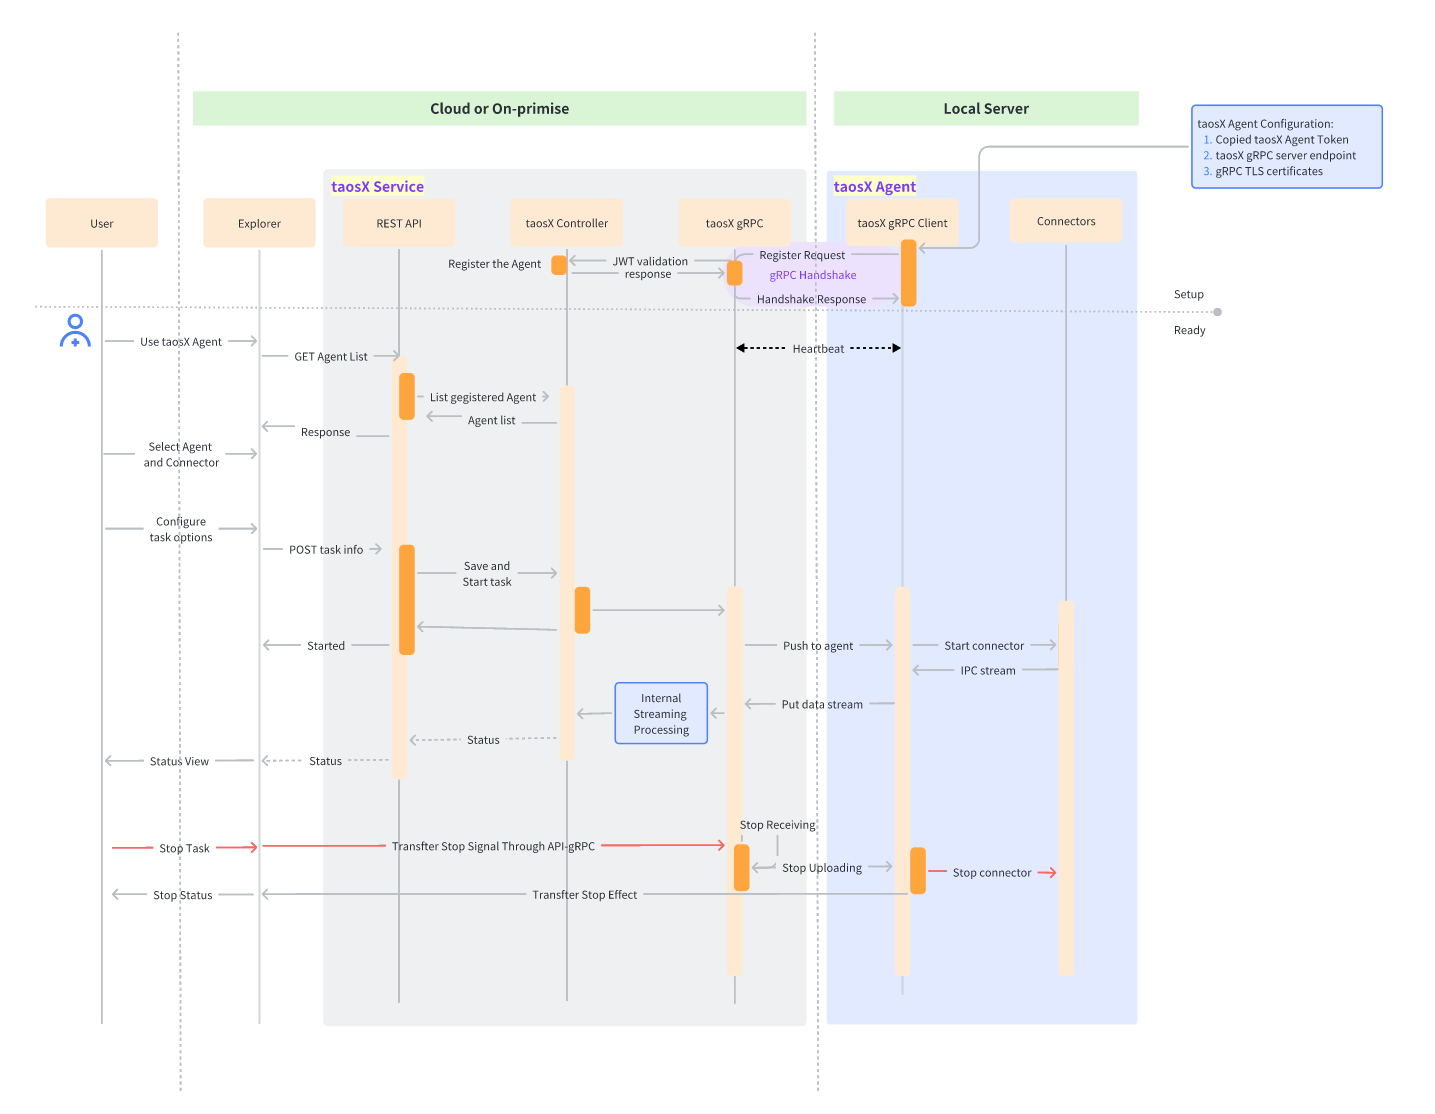 Cloud or On-primise
Local Server
taosX Agent Configuration:
1. Copied taosX Agent Token
2. taosX gRPC server endpoint
3. gRPC TLS certificates
taosX Service
taosX Agent
User
Explorer
REST API
taosX Controller
taosX gRPC
taosX gRPC Client
Connectors
Register the Agent
JWT validation
response
Register Request
gRPC Handshake
Handshake Response
Setup
Ready
Use taosX Agent
GET Agent List
Heartbeat
List gegistered Agent
Agent list
Response
Select Agent
and Connector
Configure
task options
POST task info
Save and
Start task
Started
Push to agent
Start connector
IPC stream
Internal
Streaming
Processing
Put data stream
Status
Status View
Status
Stop Receiving
Stop Task
Transfter Stop Signal Through API-gRPC
Stop Uploading
Stop connector
Stop Status
Transfter Stop Effect